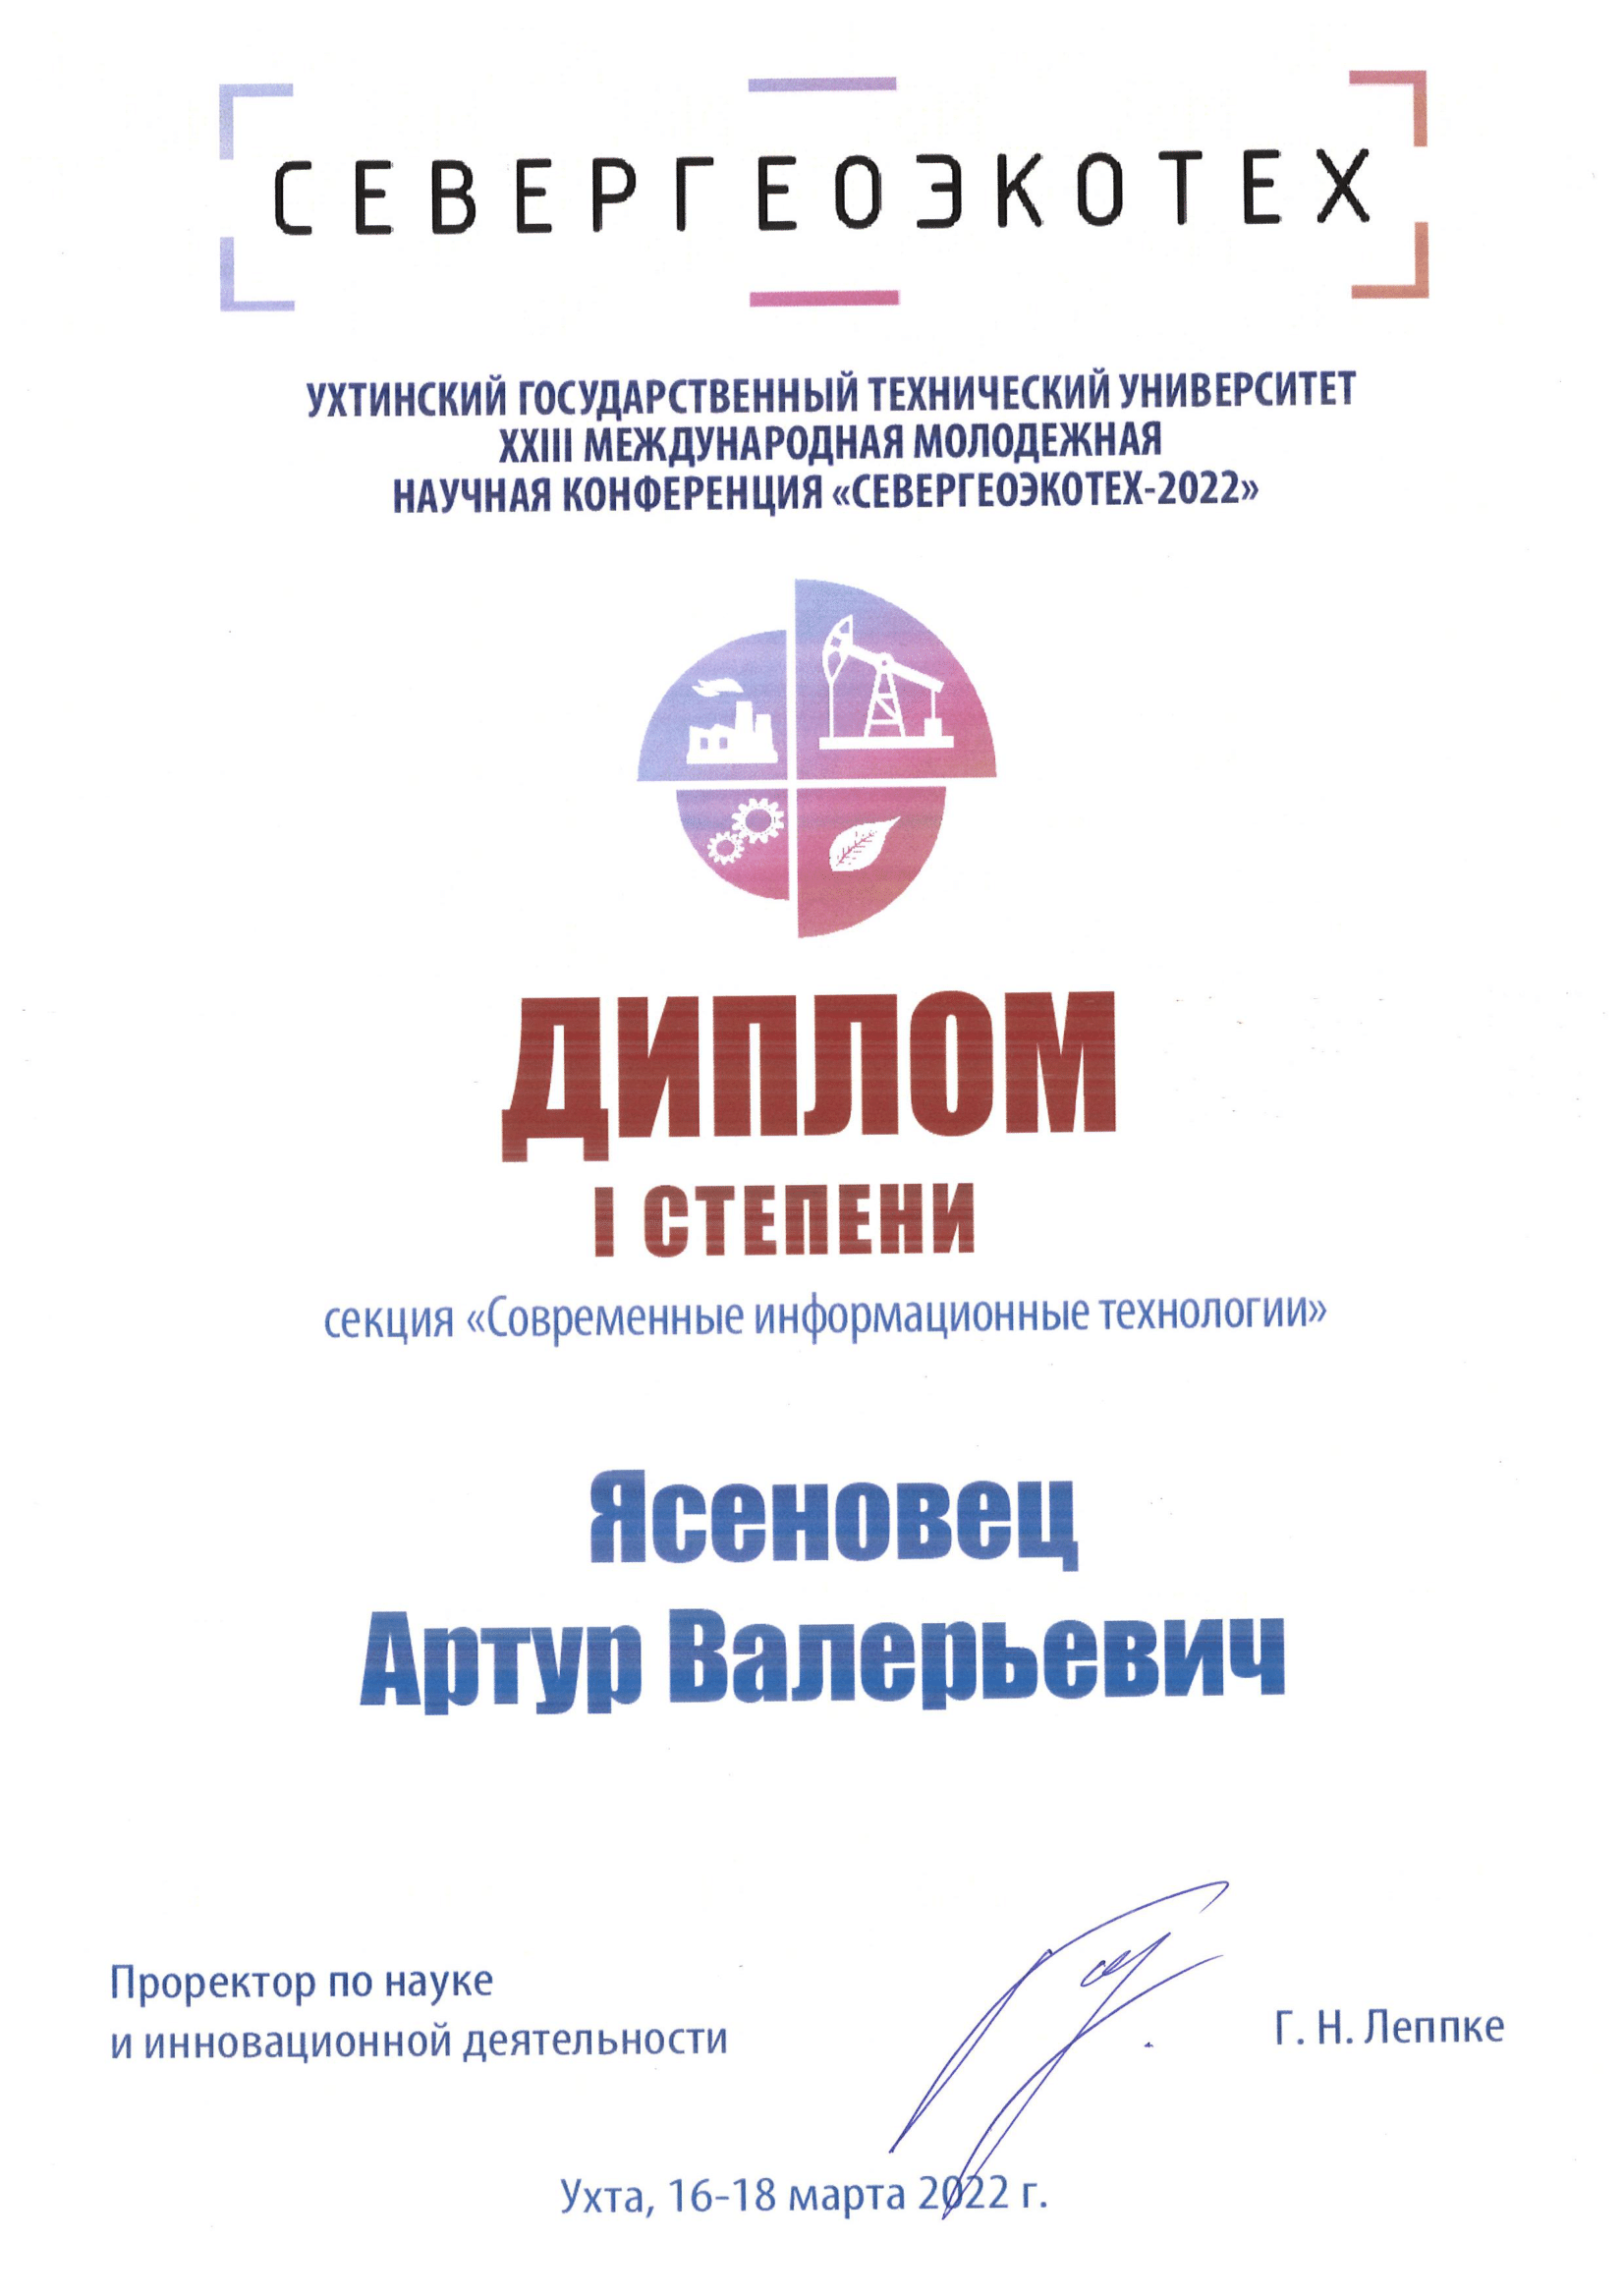 СЕВЕРГЕОЭКОТЕХ
УХТИНСКИЙ ГОСУДАРСТВЕННЫЙ ТЕХНИЧЕСКИЙ УНИВЕРСИТЕТ
XXIII МЕЖДУНАРОДНАЯ МОЛОДЕЖНАЯ
НАУЧНАЯ КОНФЕРЕНЦИЯ «СЕВЕРГЕОЭКОТЕХ-2022»
ДИПЛОМ
I СТЕПЕНИ
секция «Современные информационные технологии»
Ясеновец
Артур Валерьевич
Проректор по науке
и инновационной деятельности
Г. Н. Леппке
Ухта, 16-18 марта 2022 г.